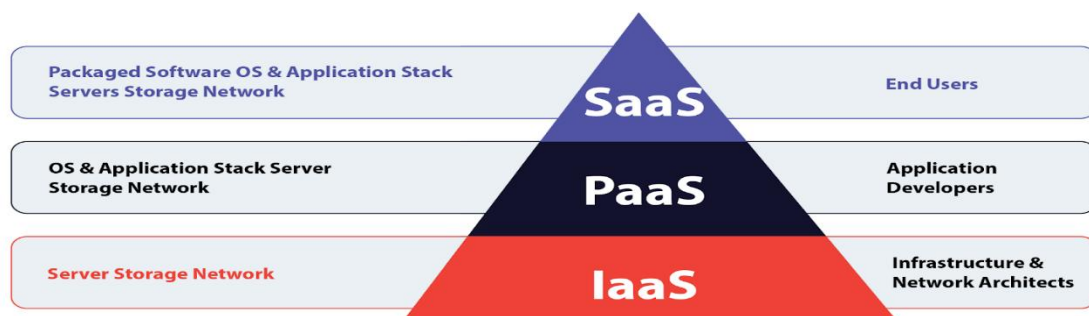 Packaged Software OS & Application Stack
Servers Storage Network
SaaS
End Users
OS & Application Stack Server
Storage Network
PaaS
Application
Developers
Server Storage Network
IaaS
Infrastructure &
Network Architects